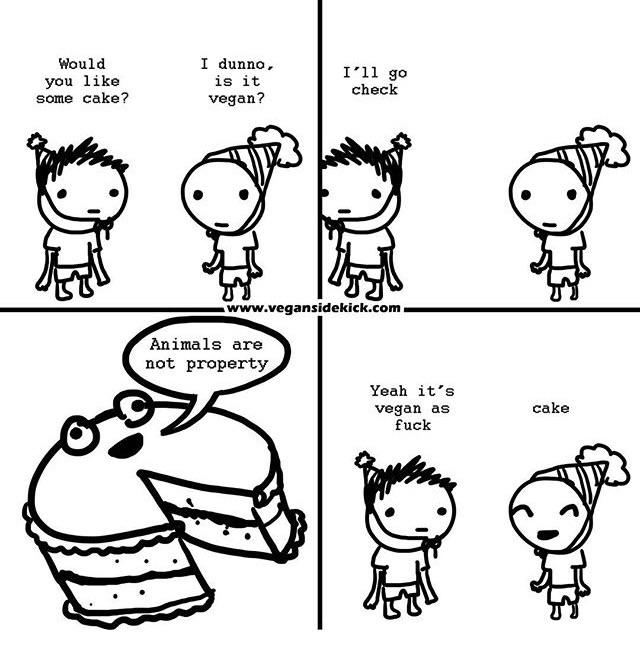 Would
you like
some cake?
I dunno,
is it
vegan?
I'll go
check
www.vegansidekick.com
Animals are
not property
Yeah it's
vegan as
fuck
cake